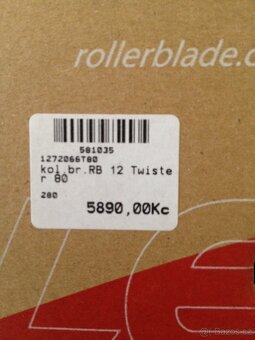 rollerblade.c
581035
1272066T80
kol.br.RB 12 Twiste
r 80
280
5890,00Kc